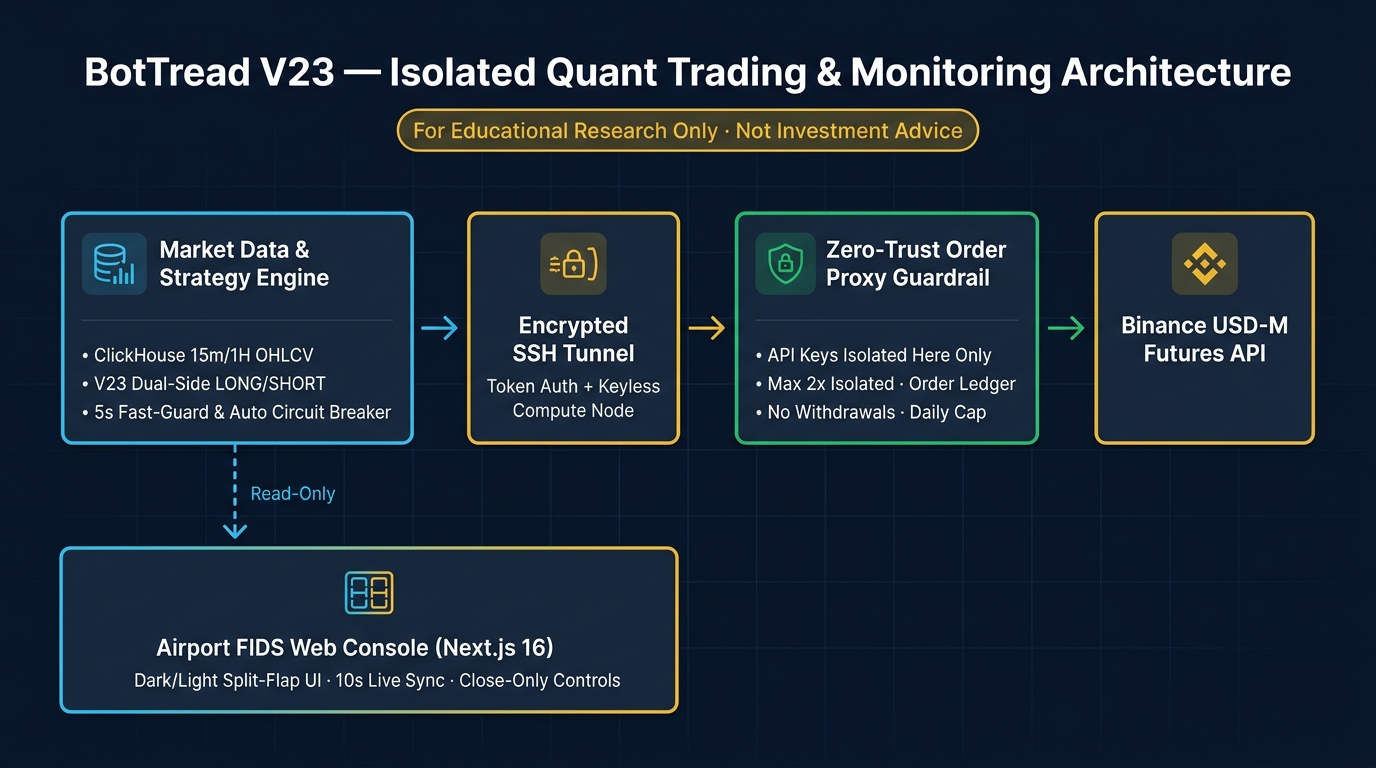 BotTread V23 — Isolated Quant Trading & Monitoring Architecture
For Educational Research Only · Not Investment Advice
Market Data &
Strategy Engine
• ClickHouse 15m/1H OHLCV
• V23 Dual-Side LONG/SHORT
• 5s Fast-Guard & Auto Circuit Breaker
Encrypted
SSH Tunnel
Token Auth + Keyless
Compute Node
Zero-Trust Order
Proxy Guardrail
• API Keys Isolated Here Only
• Max 2x Isolated · Order Ledger
• No Withdrawals · Daily Cap
Binance USD-M
Futures API
Read-Only
Airport FIDS Web Console (Next.js 16)
Dark/Light Split-Flap UI · 10s Live Sync · Close-Only Controls